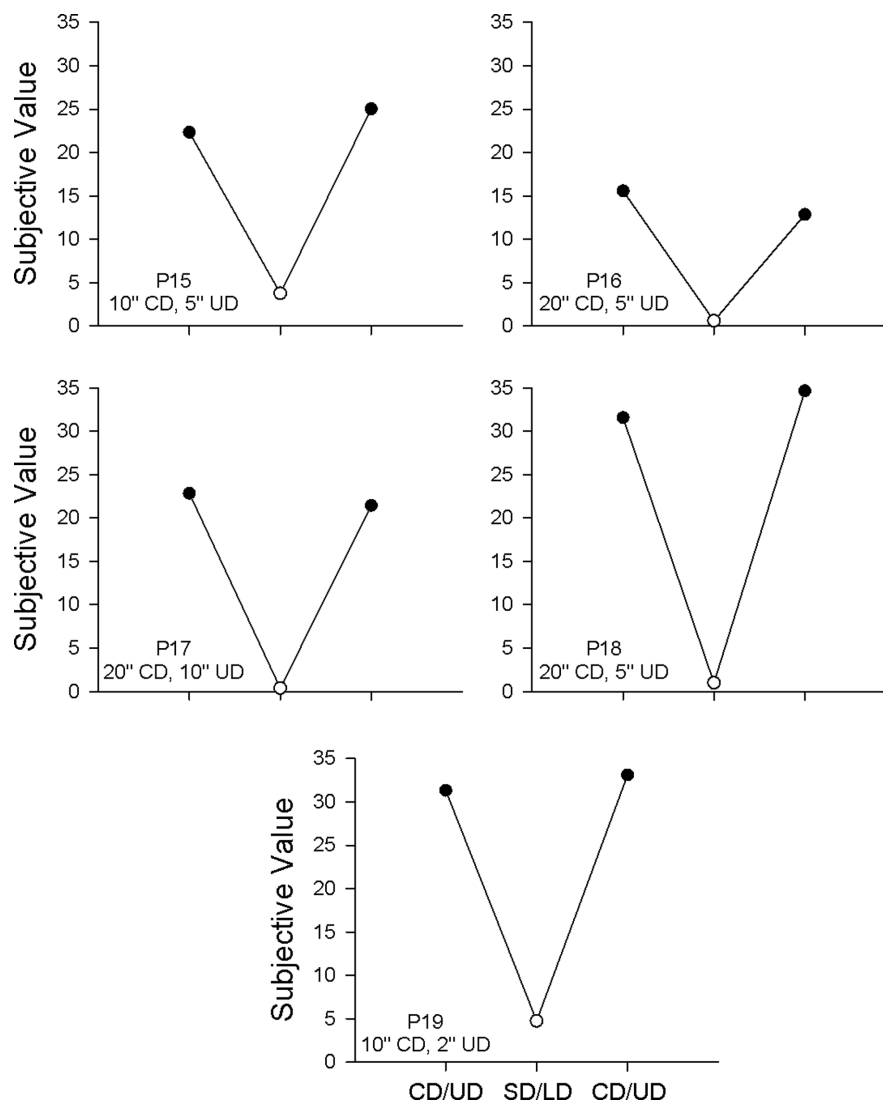 35
30
25
20
15
10
5
0
Subjective Value
P15
10" CD, 5" UD
35
30
25
20
15
10
5
0
P16
20" CD, 5" UD
35
30
25
20
15
10
5
0
Subjective Value
P17
20" CD, 10" UD
35
30
25
20
15
10
5
0
P18
20" CD, 5" UD
35
30
25
20
15
10
5
0
Subjective Value
P19
10" CD, 2" UD
CD/UD SD/LD CD/UD